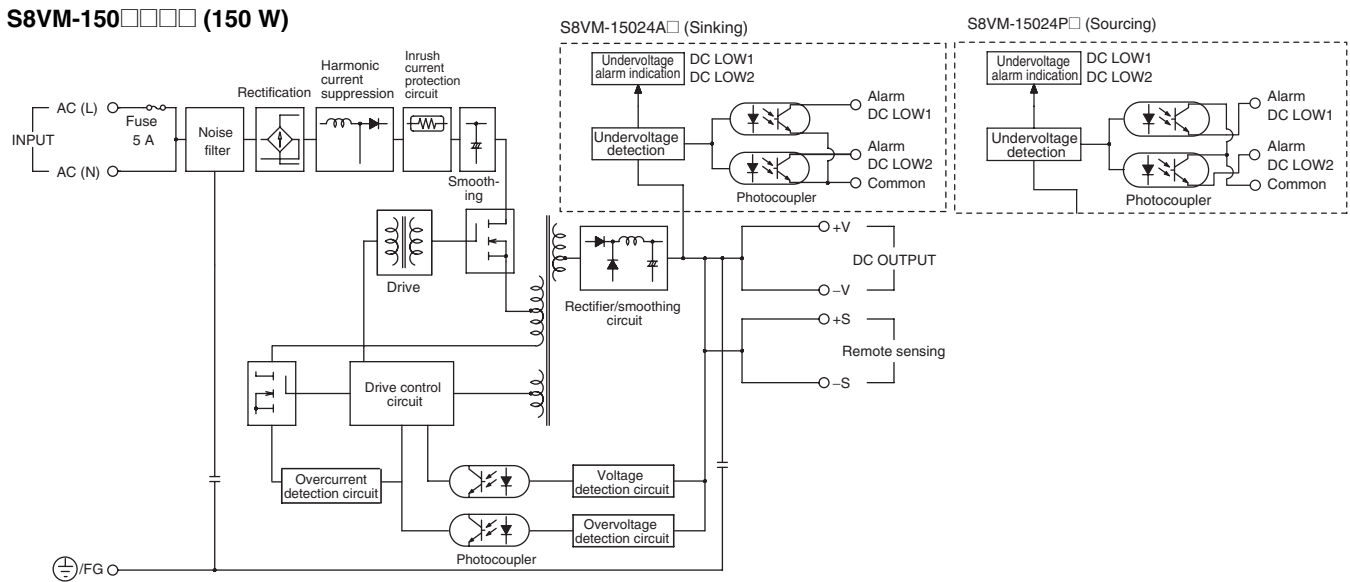 S8VM-150□□□□ (150 W)
S8VM-15024A□ (Sinking)
S8VM-15024P□ (Sourcing)
INPUT
AC (L)
AC (N)
Fuse
5 A
Noise
filter
Rectification
Harmonic
current
suppression
Inrush
current
protection
circuit
Smooth-
ing
Undervoltage
alarm indication
DC LOW1
DC LOW2
Undervoltage
detection
Alarm
DC LOW1
Alarm
DC LOW2
Common
Photocoupler
Undervoltage
alarm indication
DC LOW1
DC LOW2
Undervoltage
detection
Alarm
DC LOW1
Alarm
DC LOW2
Common
Photocoupler
Drive
Rectifier/smoothing
circuit
+V
DC OUTPUT
−V
+S
Remote sensing
−S
Drive control
circuit
Overcurrent
detection circuit
Voltage
detection circuit
Overvoltage
detection circuit
Photocoupler
/FG